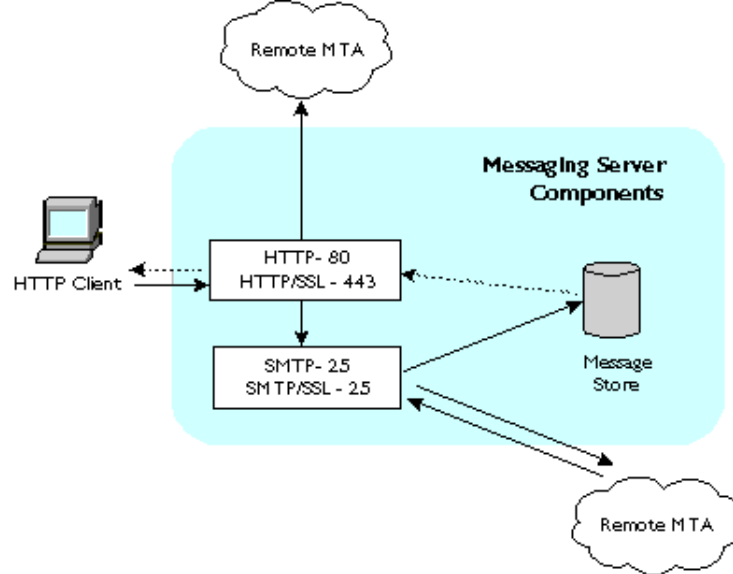 Remote MTA
Messaging Server
Components
HTTP- 80
HTTP/SSL - 443
HTTP Client
SMTP- 25
SMTP/SSL - 25
Message
Store
Remote MTA